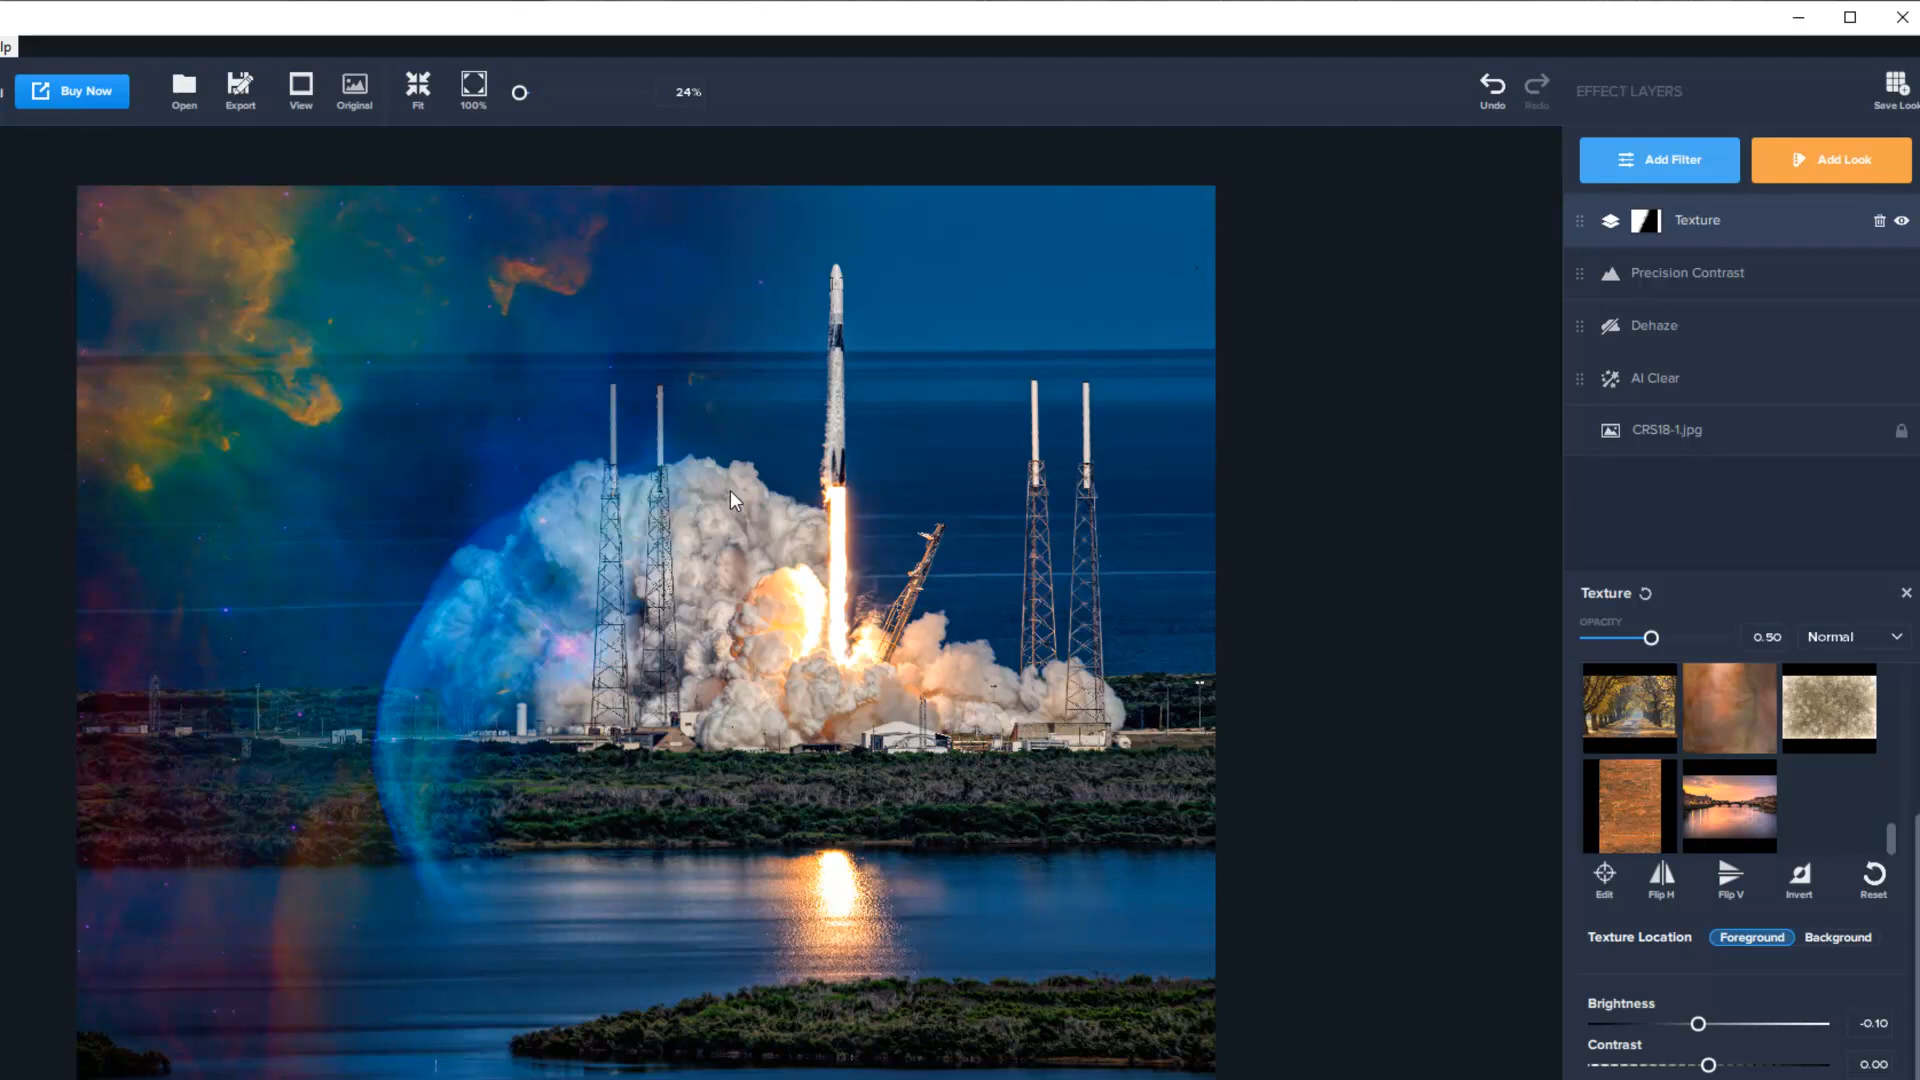 lp
Buy Now
Open
Export
View
Original
Fit
100%
24%
Undo
Redo
EFFECT LAYERS
Save Look
Add Filter
Add Look
Texture
Precision Contrast
Dehaze
AI Clear
CRS18-1.jpg
Texture
OPACITY
0.50
Normal
Edit
Flip H
Flip V
Invert
Reset
Texture Location
Foreground
Background
Brightness
-0.10
Contrast
0.00